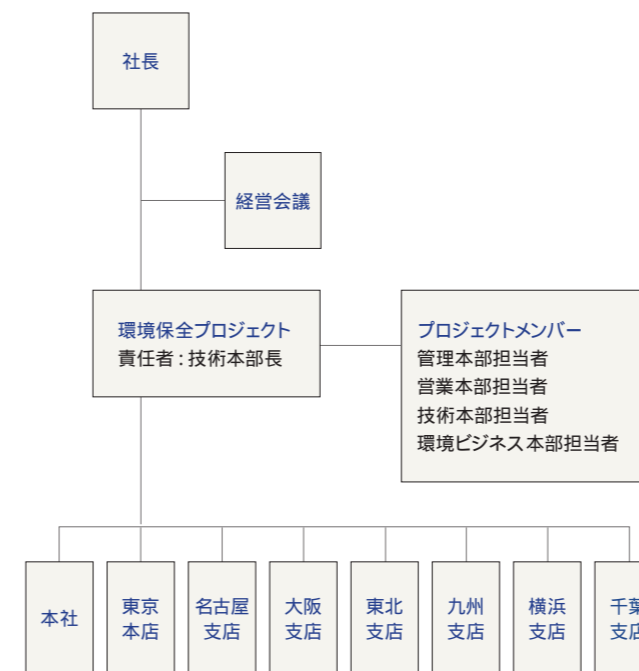 社長
経営会議
環境保全プロジェクト
責任者：技術本部長
プロジェクトメンバー
管理本部担当者
営業本部担当者
技術本部担当者
環境ビジネス本部担当者
本社
東京
本店
名古屋
支店
大阪
支店
東北
支店
九州
支店
横浜
支店
千葉
支店